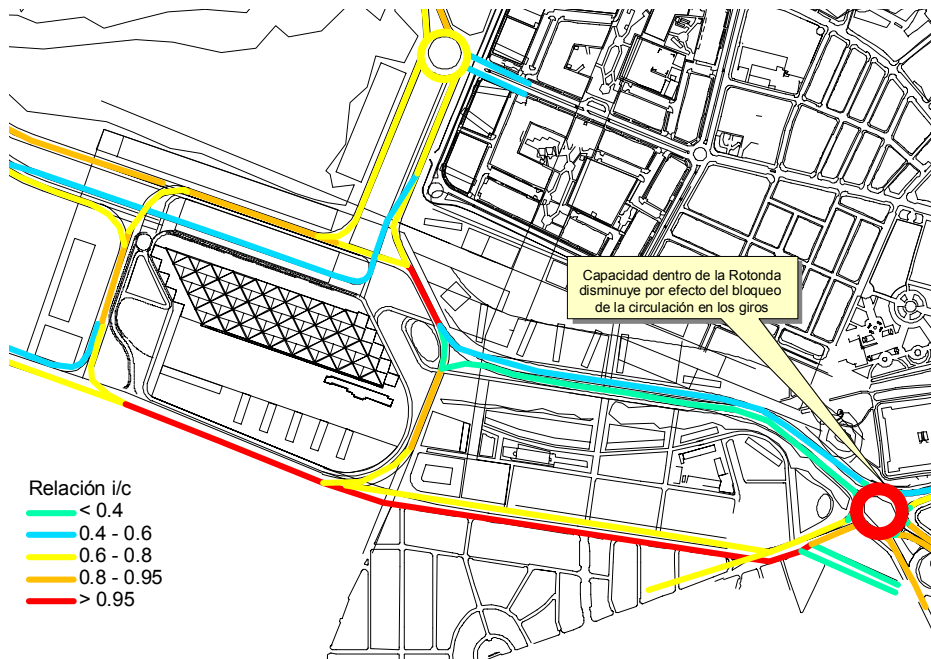 Capacidad dentro de la Rotonda
disminuye por efecto del bloqueo
de la circulación en los giros
Relación i/c
< 0.4
0.4 - 0.6
0.6 - 0.8
0.8 - 0.95
> 0.95